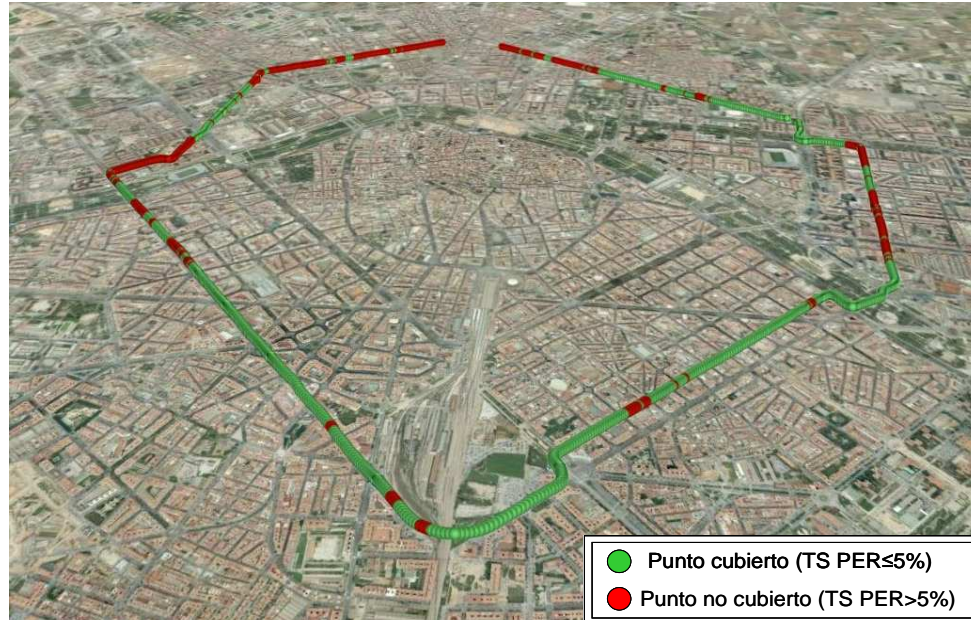 Punto cubierto (TS PER≤5%)
Punto no cubierto (TS PER>5%)